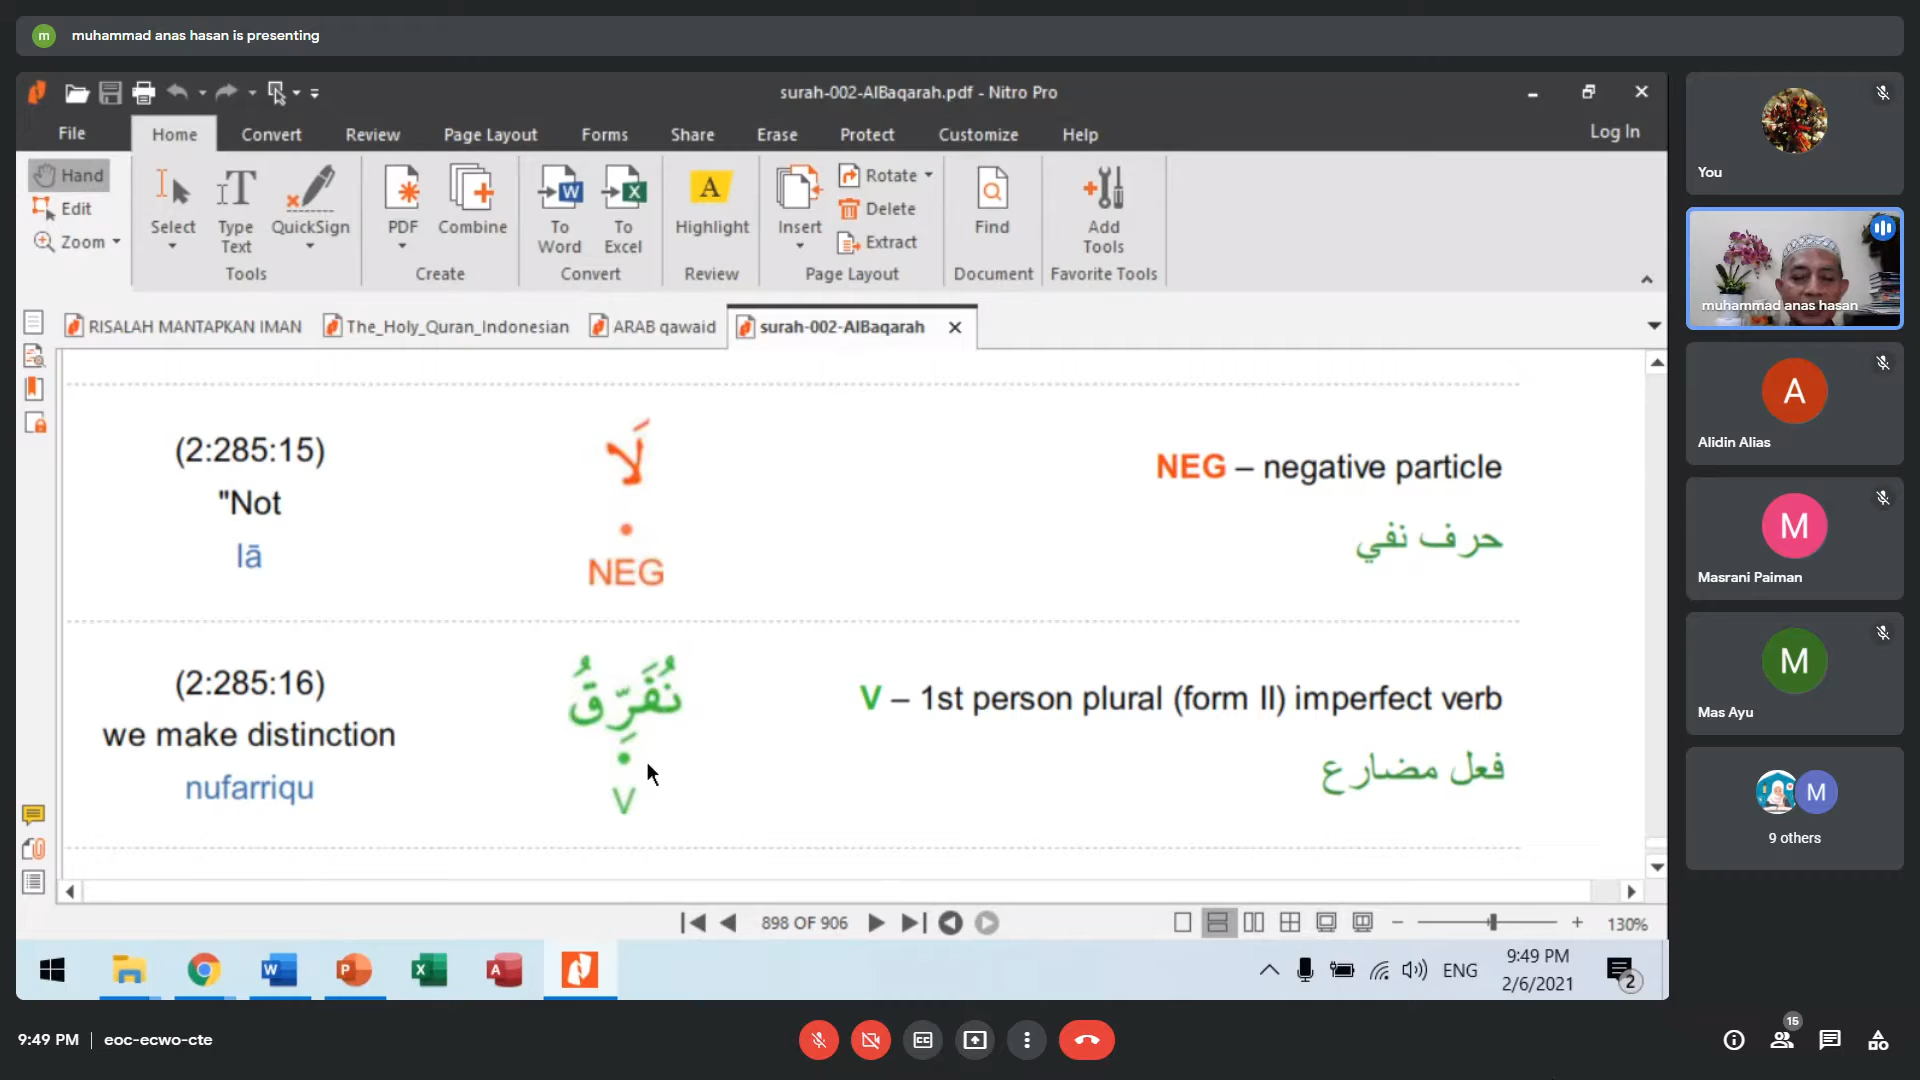 m
muhammad anas hasan is presenting
surah-002-AlBaqarah.pdf - Nitro Pro
File
Home
Convert
Review
Page Layout
Forms
Share
Erase
Protect
Customize
Help
Log In
Hand
Edit
Zoom
Select
Type Text
QuickSign
Tools
PDF
Combine
Create
To Word
To Excel
Convert
Highlight
Review
Insert
Rotate
Delete
Extract
Page Layout
Find
Document
Add Tools
Favorite Tools
RISALAH MANTAPKAN IMAN
The_Holy_Quran_Indonesian
ARAB qawaid
surah-002-AlBaqarah
(2:285:15)
"Not
lā
لَا
NEG
NEG – negative particle
حرف نفي
(2:285:16)
we make distinction
nufarriqu
نُفَرِّقُ
V
V – 1st person plural (form II) imperfect verb
فعل مضارع
898 OF 906
130%
ENG
9:49 PM
2/6/2021
2
You
muhammad anas hasan
A
Alidin Alias
M
Masrani Paiman
M
Mas Ayu
M
9 others
9:49 PM | eoc-ecwo-cte
15